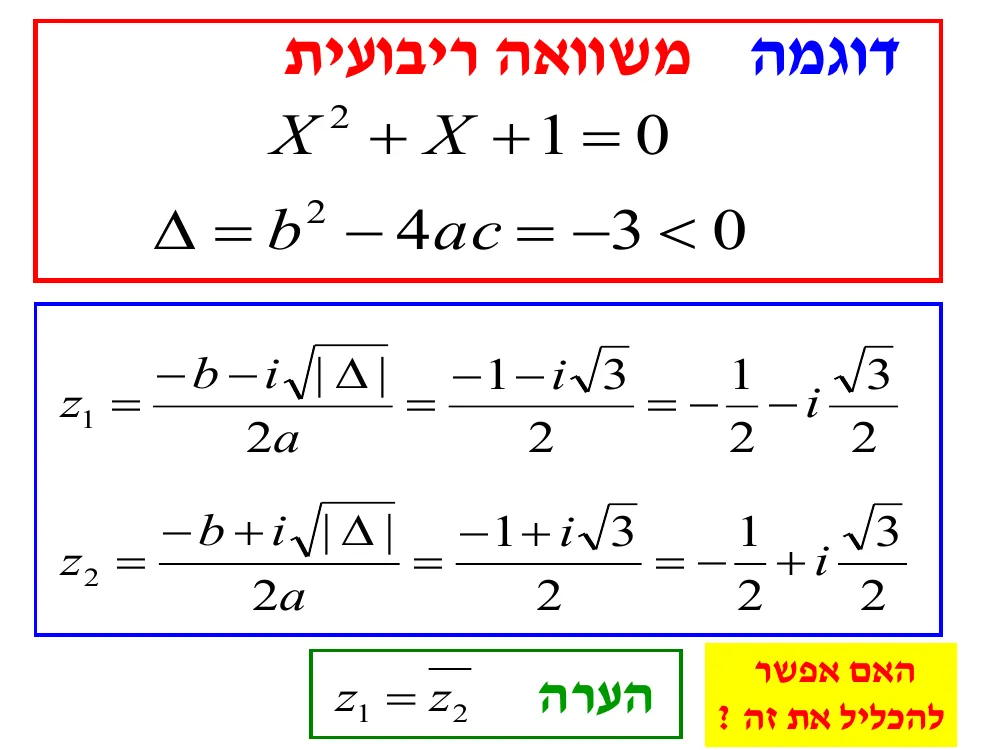 דוגמה משוואה ריבועית
X² + X + 1 = 0
Δ = b² − 4ac = −3 < 0
z₁ = (−b − i√|Δ|)/(2a) = (−1 − i√3)/2 = −1/2 − i √3/2
z₂ = (−b + i√|Δ|)/(2a) = (−1 + i√3)/2 = −1/2 + i √3/2
הערה z₁ = z̅₂
האם אפשר
להכליל את זה ?